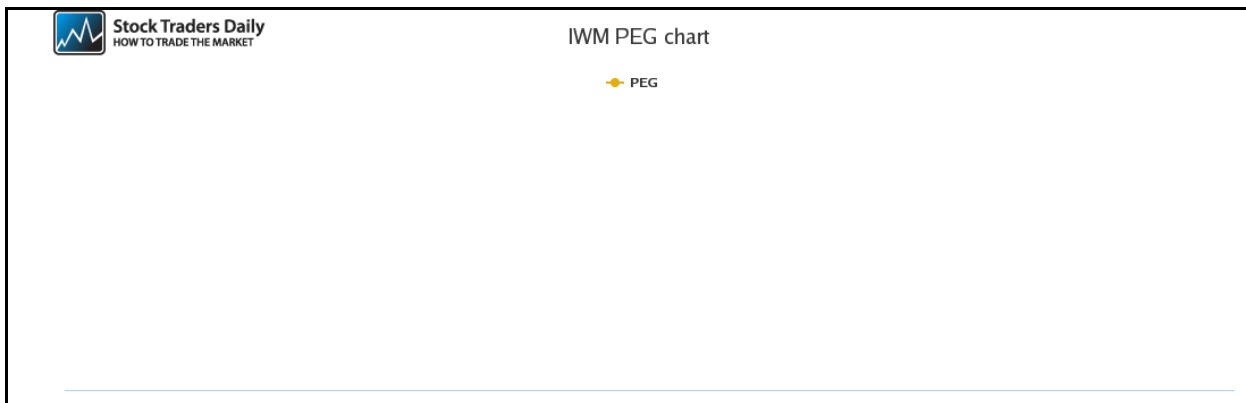 Stock Traders Daily
HOW TO TRADE THE MARKET
IWM PEG chart
PEG